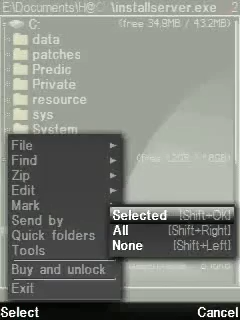 E:\Documents\H@C \installserver.exe 2
C: (free 34.9MB / 43.2MB)
data
patches
Predic
Private
resource
sys
System
File
Find
Zip
Edit
Mark
Send by
Quick folders
Tools
Buy and unlock
Exit
Selected [Shift+OK]
All [Shift+Right]
None [Shift+Left]
Select Cancel